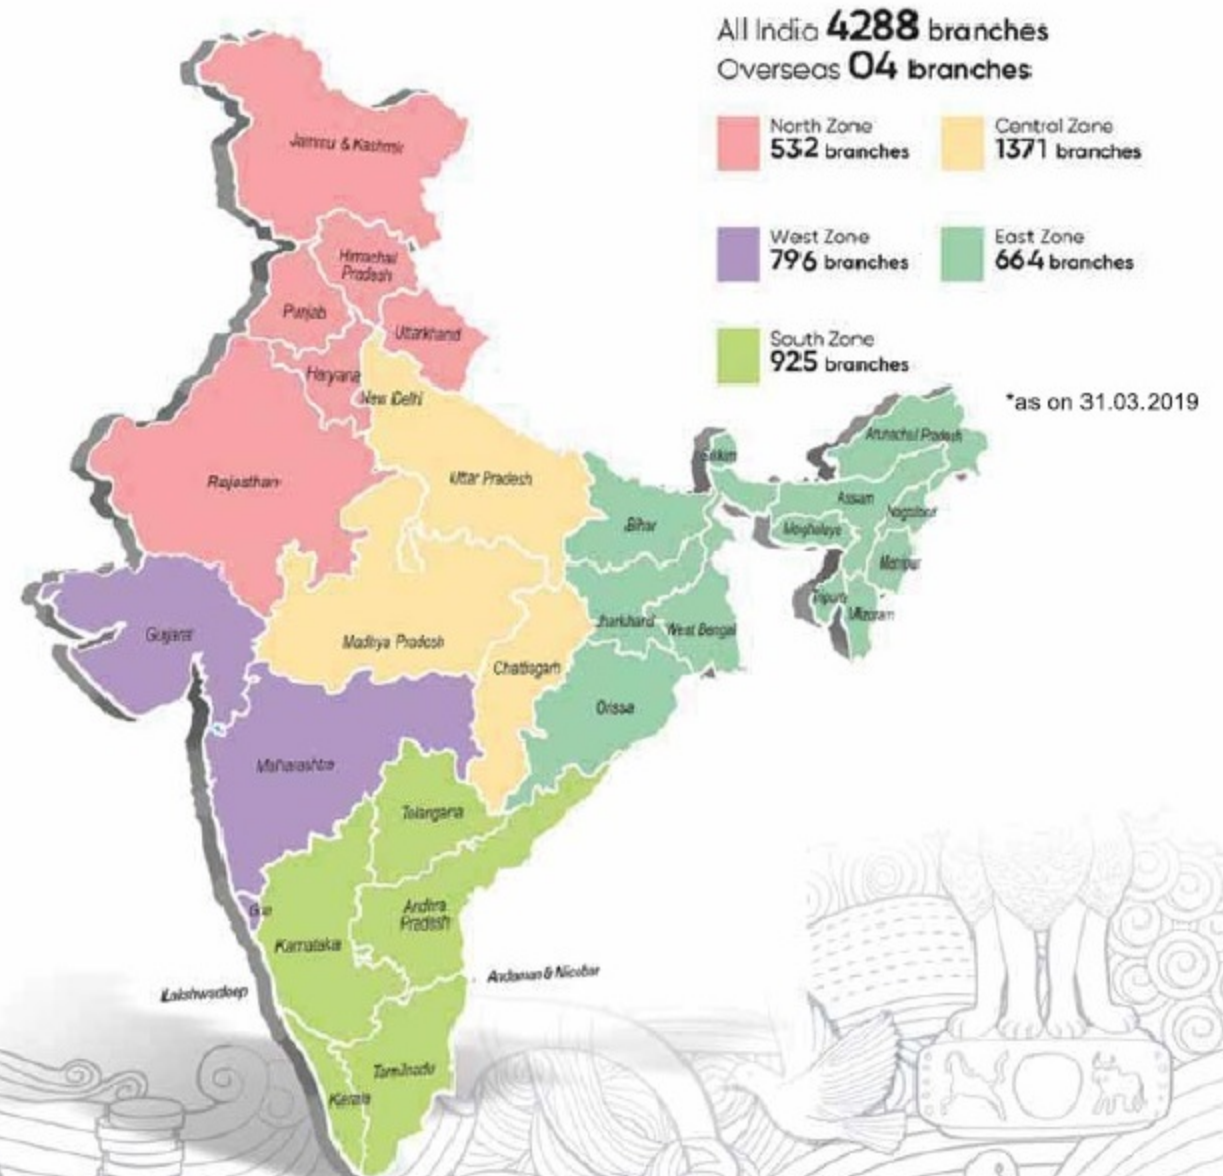 All India 4288 branches
Overseas 04 branches
North Zone
532 branches
Central Zone
1371 branches
West Zone
796 branches
East Zone
664 branches
South Zone
925 branches
*as on 31.03.2019
Jammu & Kashmir
Himachal
Pradesh
Punjab
Uttarkhand
Haryana
New Delhi
Rajasthan
Uttar Pradesh
Sikkim
Arunachal Pradesh
Assam
Nagaland
Meghalaya
Manipur
Tripura
Mizoram
Bihar
Jharkhand
West Bengal
Gujarat
Madhya Pradesh
Chattisgarh
Orissa
Maharashtra
Telangana
Goa
Andhra
Pradesh
Karnataka
Andaman & Nicobar
Lakshwadeep
Tamilnadu
Kerala